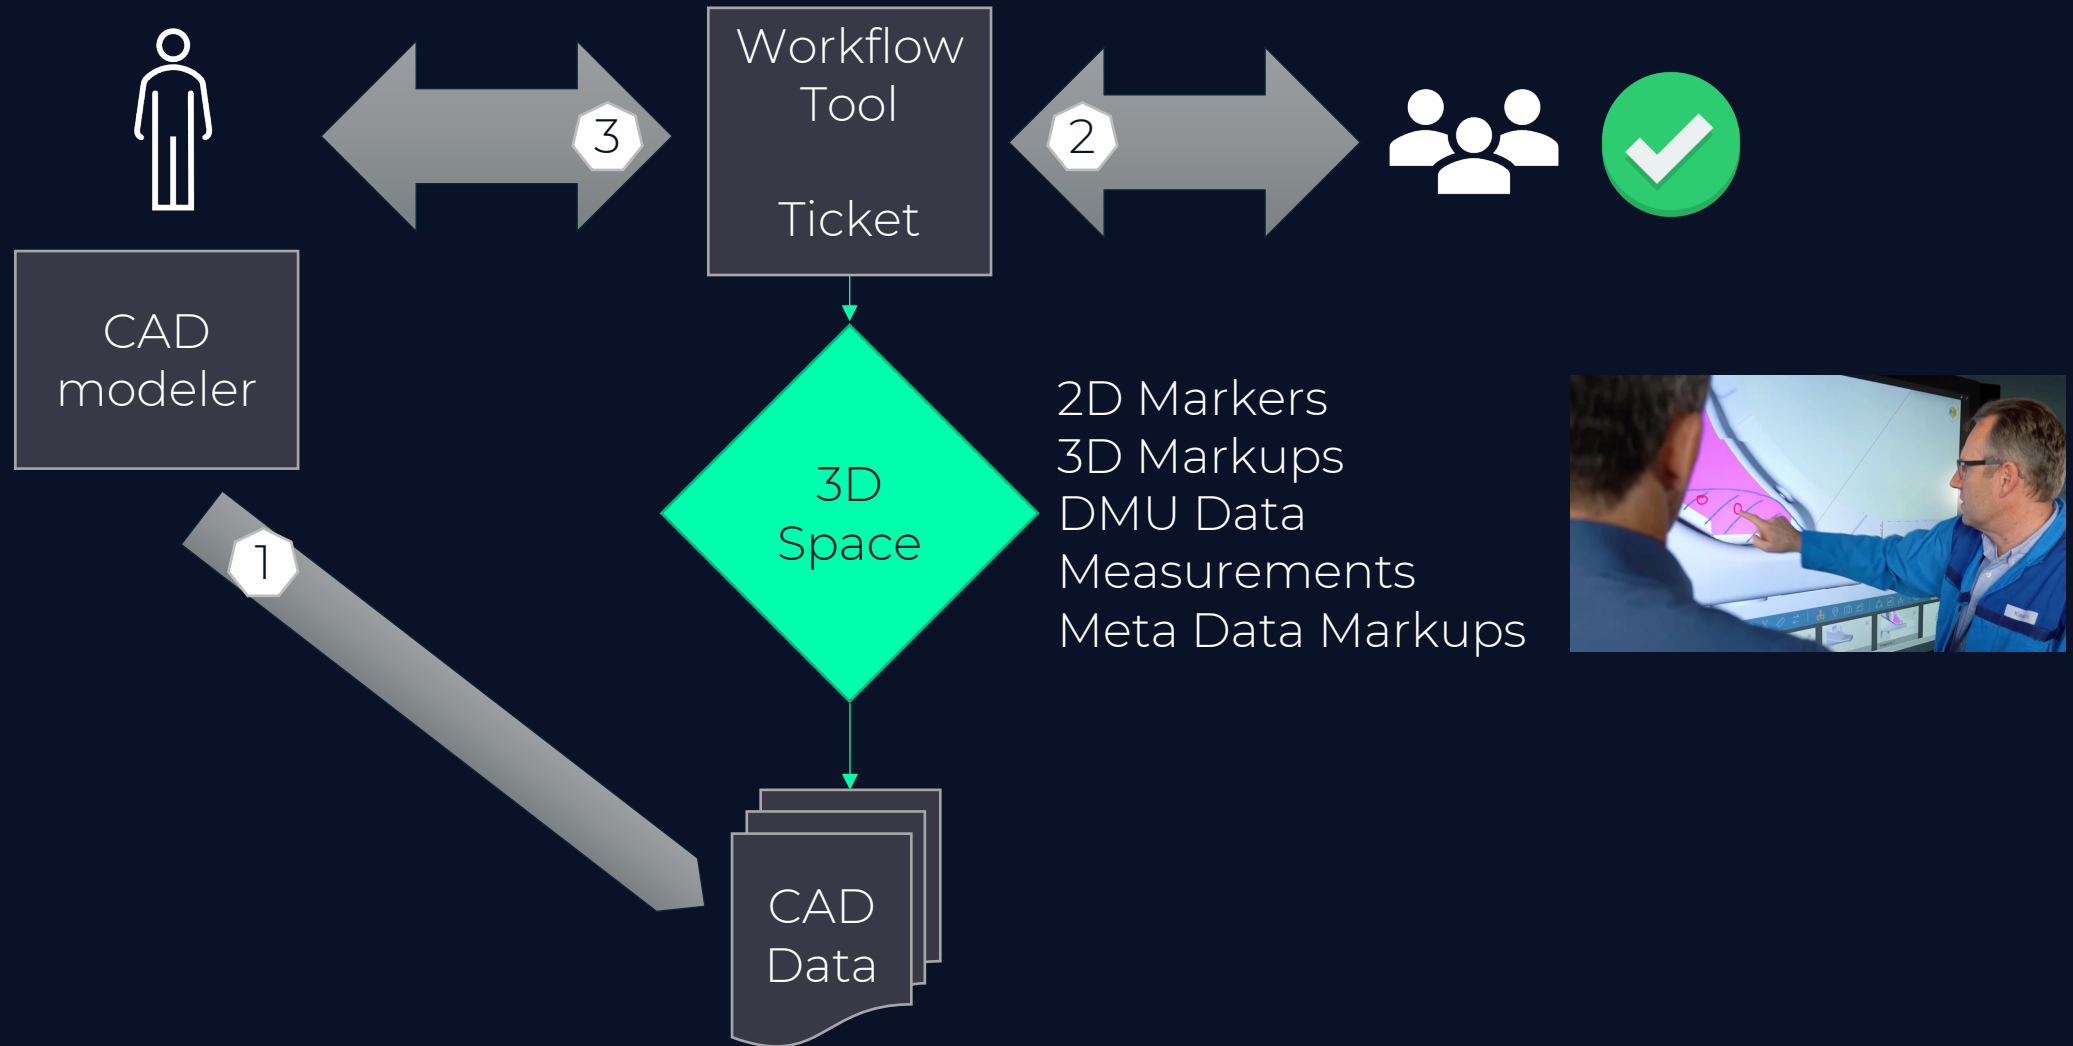 Workflow
Tool
Ticket
3
2
CAD
modeler
1
3D
Space
2D Markers
3D Markups
DMU Data
Measurements
Meta Data Markups
CAD
Data